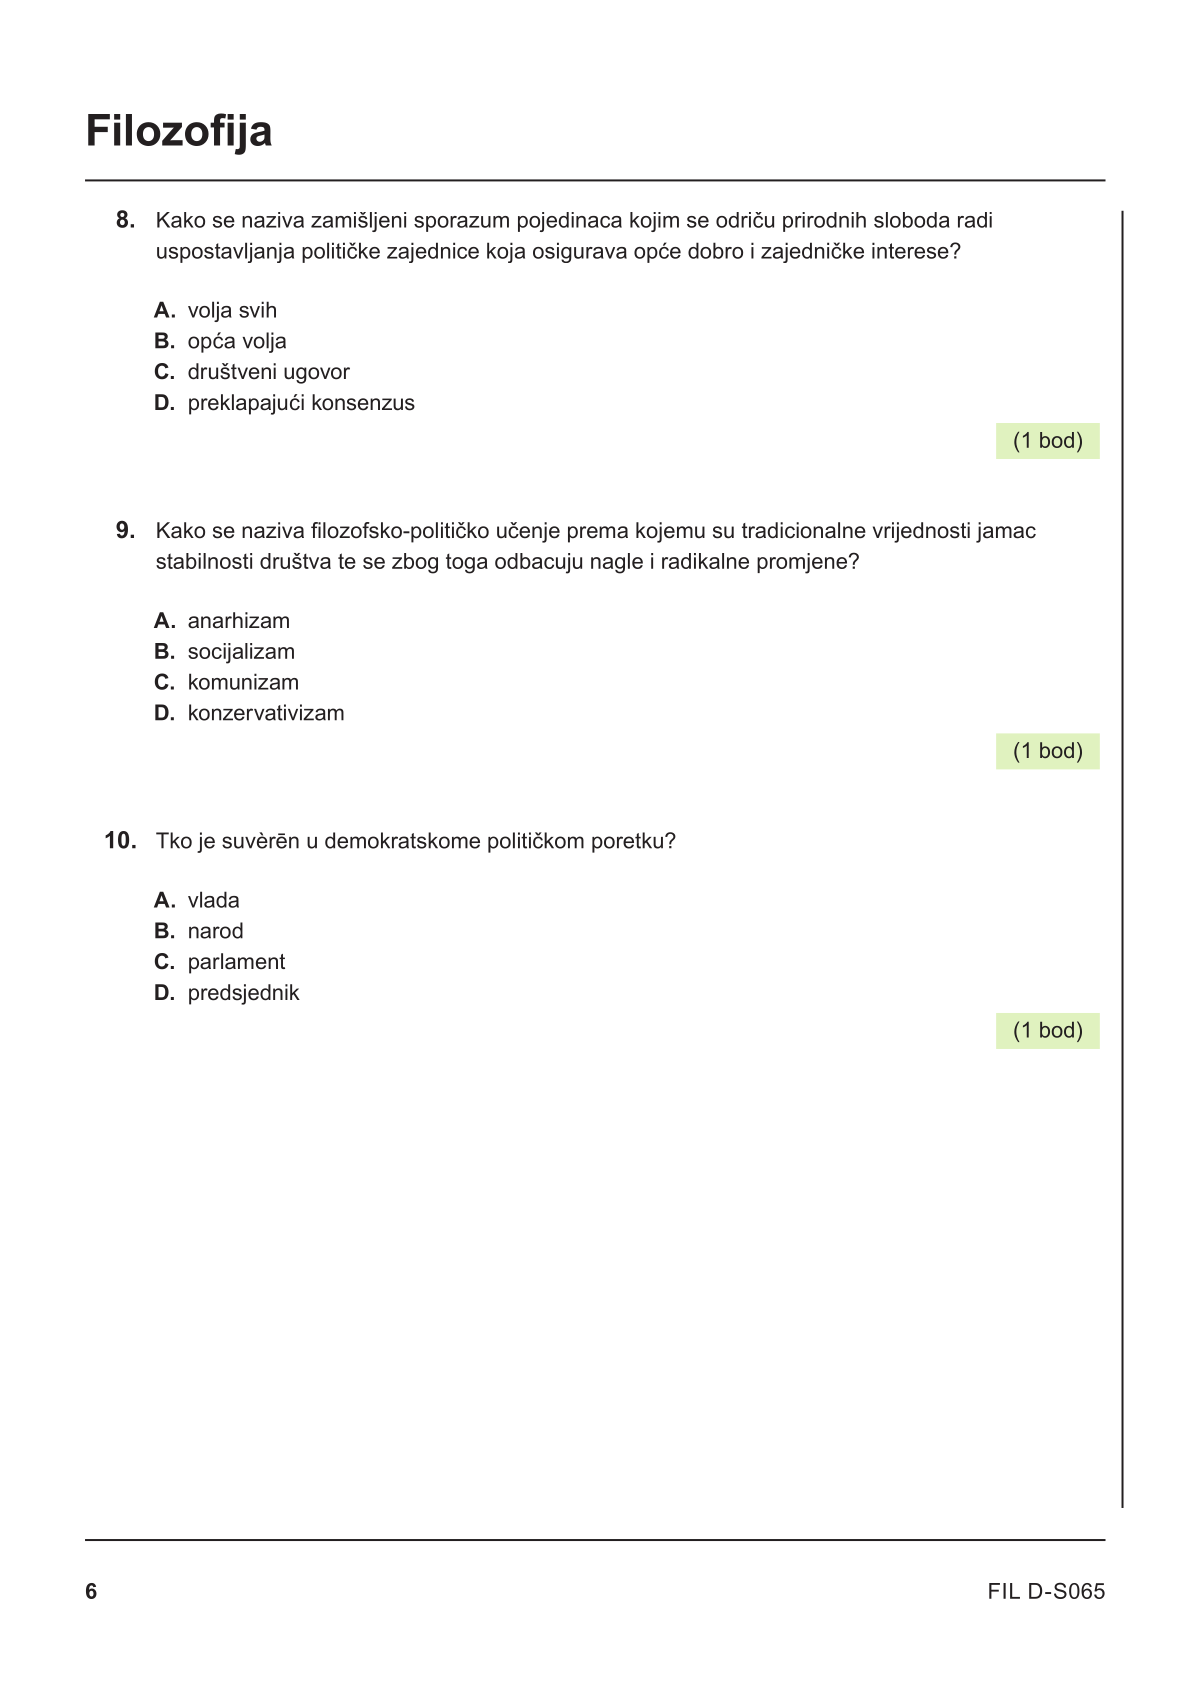 Filozofija
8. Kako se naziva zamišljeni sporazum pojedinaca kojim se odriču prirodnih sloboda radi
uspostavljanja političke zajednice koja osigurava opće dobro i zajedničke interese?
A. volja svih
B. opća volja
C. društveni ugovor
D. preklapajući konsenzus
(1 bod)
9. Kako se naziva filozofsko-političko učenje prema kojemu su tradicionalne vrijednosti jamac
stabilnosti društva te se zbog toga odbacuju nagle i radikalne promjene?
A. anarhizam
B. socijalizam
C. komunizam
D. konzervativizam
(1 bod)
10. Tko je suvèrēn u demokratskome političkom poretku?
A. vlada
B. narod
C. parlament
D. predsjednik
(1 bod)
6
FIL D-S065